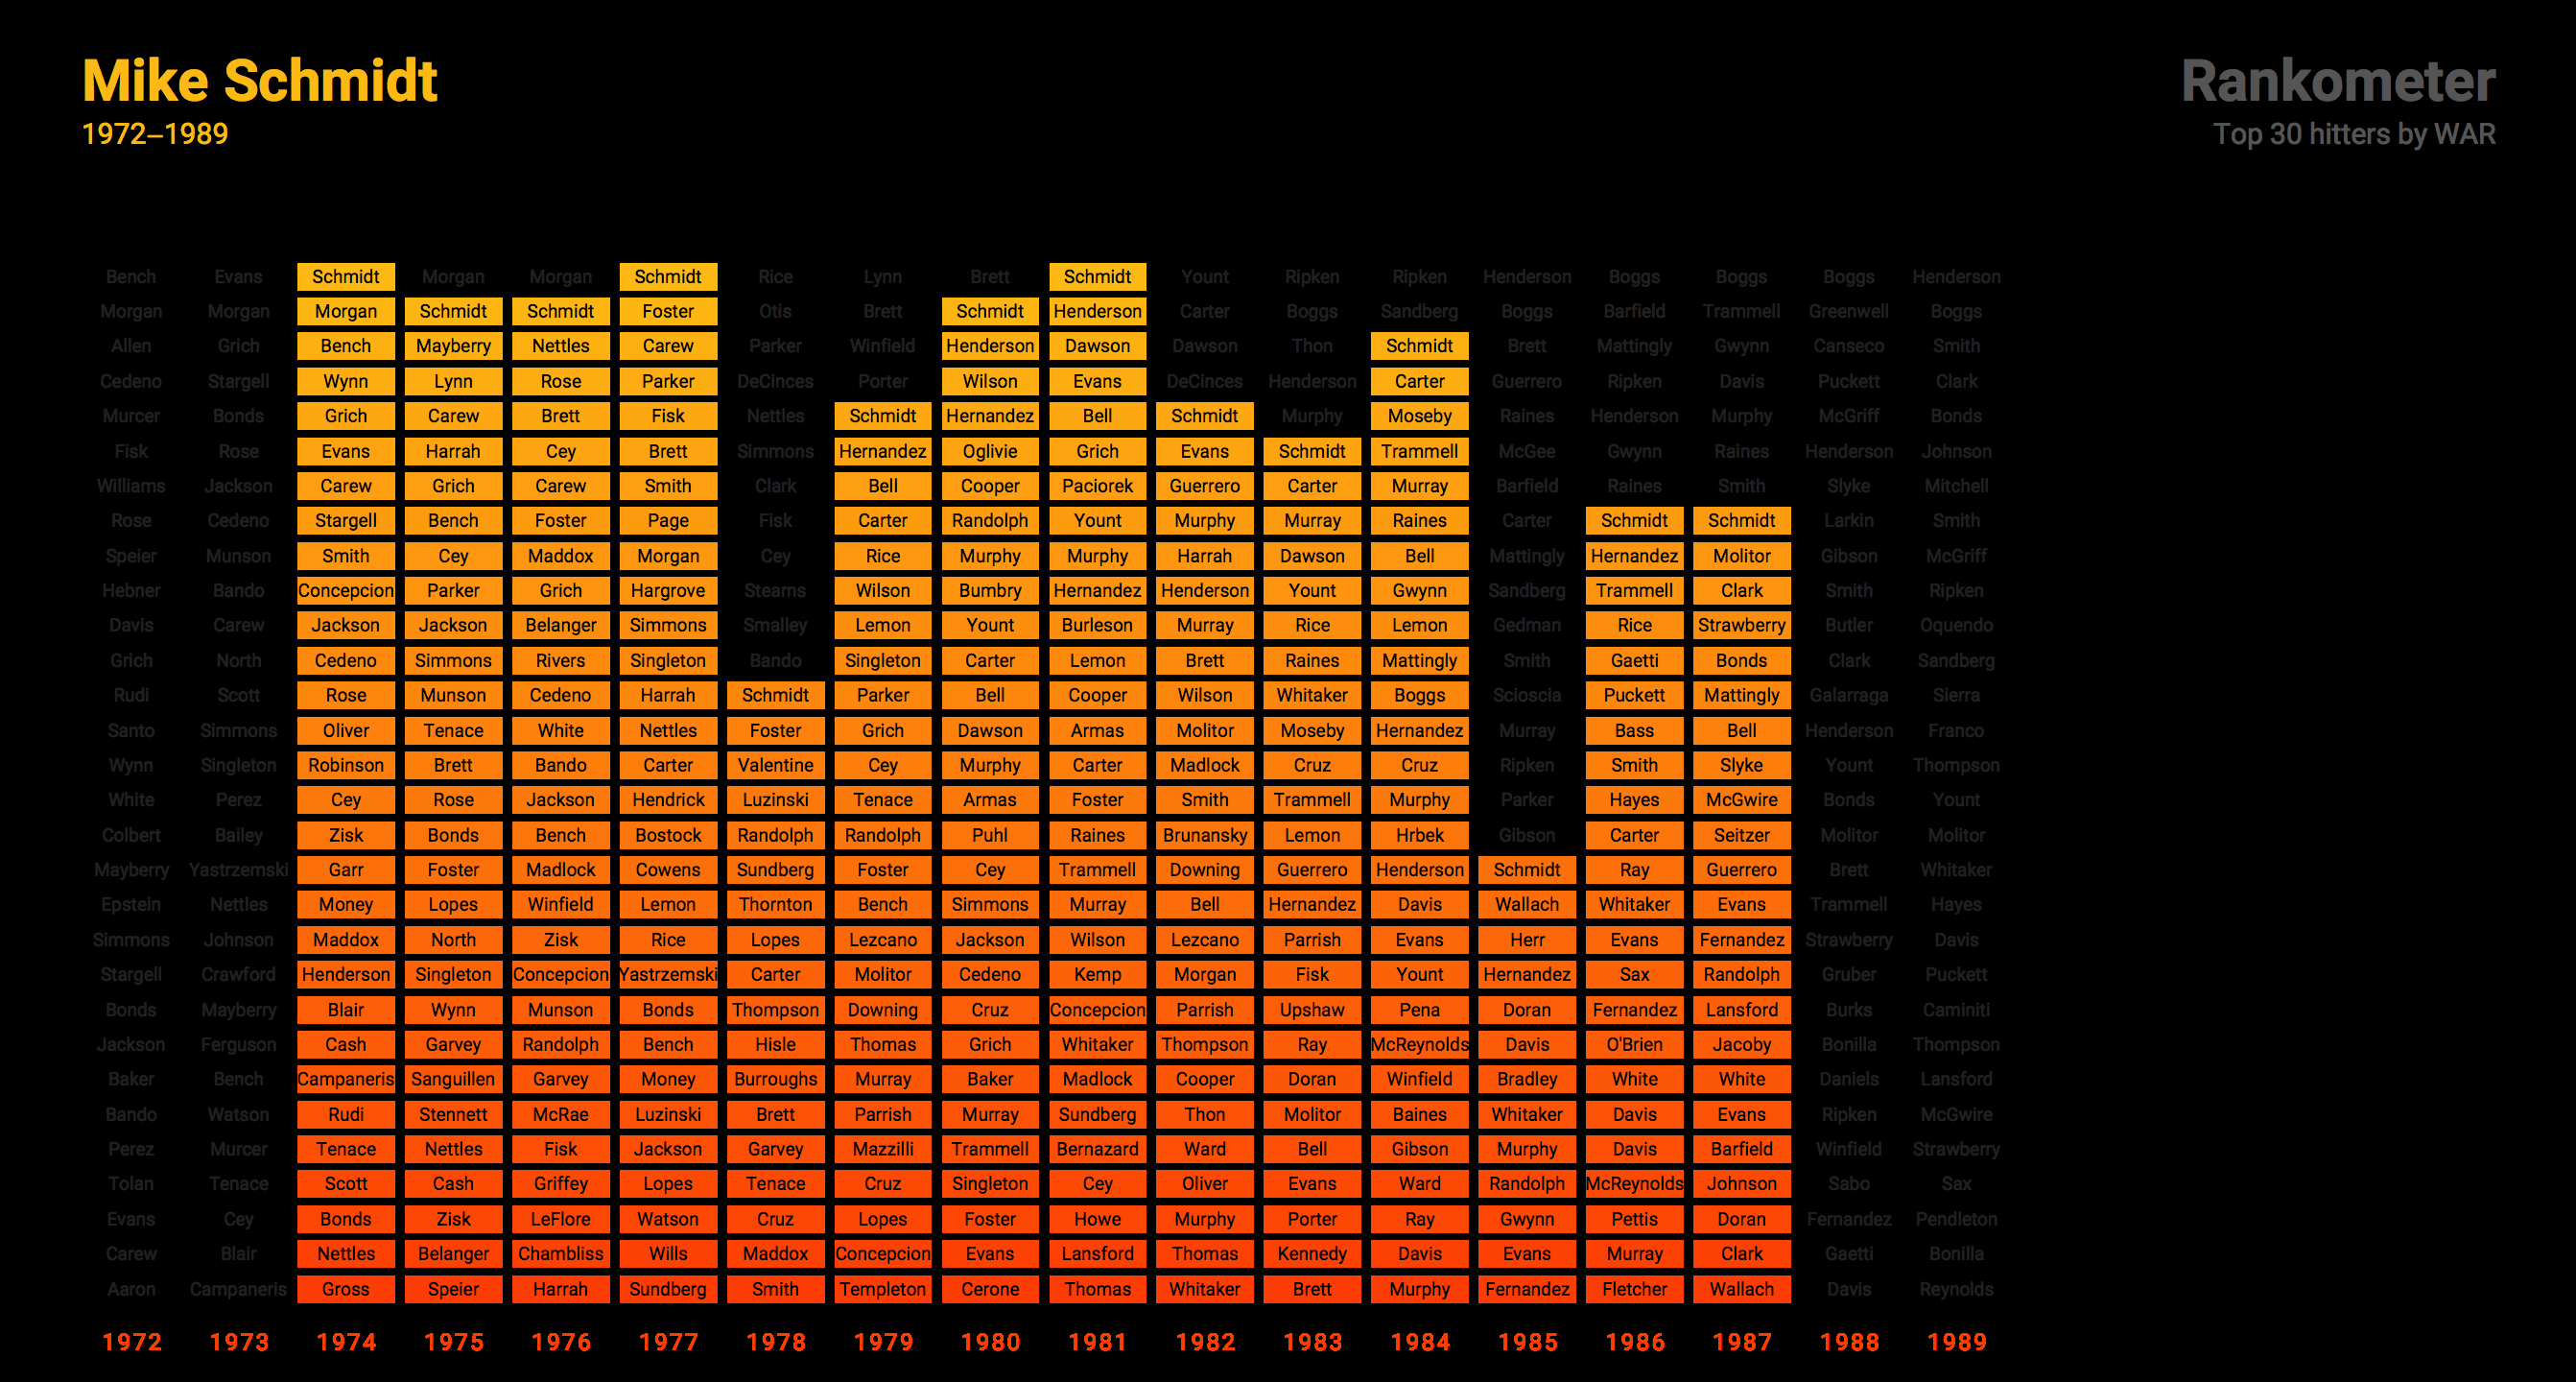 Mike Schmidt
1972–1989
Rankometer
Top 30 hitters by WAR
Bench Evans Schmidt Morgan Morgan Schmidt Rice Lynn Brett Schmidt Yount Ripken Ripken Henderson Boggs Boggs Boggs Henderson
Morgan Morgan Morgan Schmidt Schmidt Foster Otis Brett Schmidt Henderson Carter Boggs Sandberg Boggs Barfield Trammell Greenwell Boggs
Allen Grich Bench Mayberry Nettles Carew Parker Winfield Henderson Dawson Dawson Thon Schmidt Brett Mattingly Gwynn Canseco Smith
Cedeno Stargell Wynn Lynn Rose Parker DeCinces Porter Wilson Evans DeCinces Henderson Carter Guerrero Ripken Davis Puckett Clark
Murcer Bonds Grich Carew Brett Fisk Nettles Schmidt Hernandez Bell Schmidt Murphy Moseby Raines Henderson Murphy McGriff Bonds
Fisk Rose Evans Harrah Cey Brett Simmons Hernandez Oglivie Grich Evans Schmidt Trammell McGee Gwynn Raines Henderson Johnson
Williams Jackson Carew Grich Carew Smith Clark Bell Cooper Paciorek Guerrero Carter Murray Barfield Raines Smith Slyke Mitchell
Rose Cedeno Stargell Bench Foster Page Fisk Carter Randolph Yount Murphy Murray Raines Carter Schmidt Schmidt Larkin Smith
Speier Munson Smith Cey Maddox Morgan Cey Rice Murphy Murphy Harrah Dawson Bell Mattingly Hernandez Molitor Gibson McGriff
Hebner Bando Concepcion Parker Grich Hargrove Stearns Wilson Bumbry Hernandez Henderson Yount Gwynn Sandberg Trammell Clark Smith Ripken
Davis Carew Jackson Jackson Belanger Simmons Smalley Lemon Yount Burleson Murray Rice Lemon Gedman Rice Strawberry Butler Oquendo
Grich North Cedeno Simmons Rivers Singleton Bando Singleton Carter Lemon Brett Raines Mattingly Smith Gaetti Bonds Clark Sandberg
Rudi Scott Rose Munson Cedeno Harrah Schmidt Parker Bell Cooper Wilson Whitaker Boggs Scioscia Puckett Mattingly Galarraga Sierra
Santo Simmons Oliver Tenace White Nettles Foster Grich Dawson Armas Molitor Moseby Hernandez Murray Bass Bell Henderson Franco
Wynn Singleton Robinson Brett Bando Carter Valentine Cey Murphy Carter Madlock Cruz Cruz Ripken Smith Slyke Yount Thompson
White Perez Cey Rose Jackson Hendrick Luzinski Tenace Armas Foster Smith Trammell Murphy Parker Hayes McGwire Bonds Yount
Colbert Bailey Zisk Bonds Bench Bostock Randolph Randolph Puhl Raines Brunansky Lemon Hrbek Gibson Carter Seitzer Molitor Molitor
Mayberry Yastrzemski Garr Foster Madlock Cowens Sundberg Foster Cey Trammell Downing Guerrero Henderson Schmidt Ray Guerrero Brett Whitaker
Epstein Nettles Money Lopes Winfield Lemon Thornton Bench Simmons Murray Bell Hernandez Davis Wallach Whitaker Evans Trammell Hayes
Simmons Johnson Maddox North Zisk Rice Lopes Lezcano Jackson Wilson Lezcano Parrish Evans Herr Evans Fernandez Strawberry Davis
Stargell Crawford Henderson Singleton Concepcion Yastrzemski Carter Molitor Cedeno Kemp Morgan Fisk Yount Hernandez Sax Randolph Gruber Puckett
Bonds Mayberry Blair Wynn Munson Bonds Thompson Downing Cruz Concepcion Parrish Upshaw Pena Doran Fernandez Lansford Burks Caminiti
Jackson Ferguson Cash Garvey Randolph Bench Hisle Thomas Grich Whitaker Thompson Ray McReynolds Davis O'Brien Jacoby Bonilla Thompson
Baker Bench Campaneris Sanguillen Garvey Money Burroughs Murray Baker Madlock Cooper Doran Winfield Bradley White White Daniels Lansford
Bando Watson Rudi Stennett McRae Luzinski Brett Parrish Murray Sundberg Thon Molitor Baines Whitaker Davis Evans Ripken McGwire
Perez Murcer Tenace Nettles Fisk Jackson Garvey Mazzilli Trammell Bernazard Ward Bell Gibson Murphy Davis Barfield Winfield Strawberry
Tolan Tenace Scott Cash Griffey Lopes Tenace Cruz Singleton Cey Oliver Evans Ward Randolph McReynolds Johnson Sabo Sax
Evans Cey Bonds Zisk LeFlore Watson Cruz Lopes Foster Howe Murphy Porter Ray Gwynn Pettis Doran Fernandez Pendleton
Carew Blair Nettles Belanger Chambliss Wills Maddox Concepcion Evans Lansford Thomas Kennedy Davis Evans Murray Clark Gaetti Bonilla
Aaron Campaneris Gross Speier Harrah Sundberg Smith Templeton Cerone Thomas Whitaker Brett Murphy Fernandez Fletcher Wallach Davis Reynolds
1972 1973 1974 1975 1976 1977 1978 1979 1980 1981 1982 1983 1984 1985 1986 1987 1988 1989